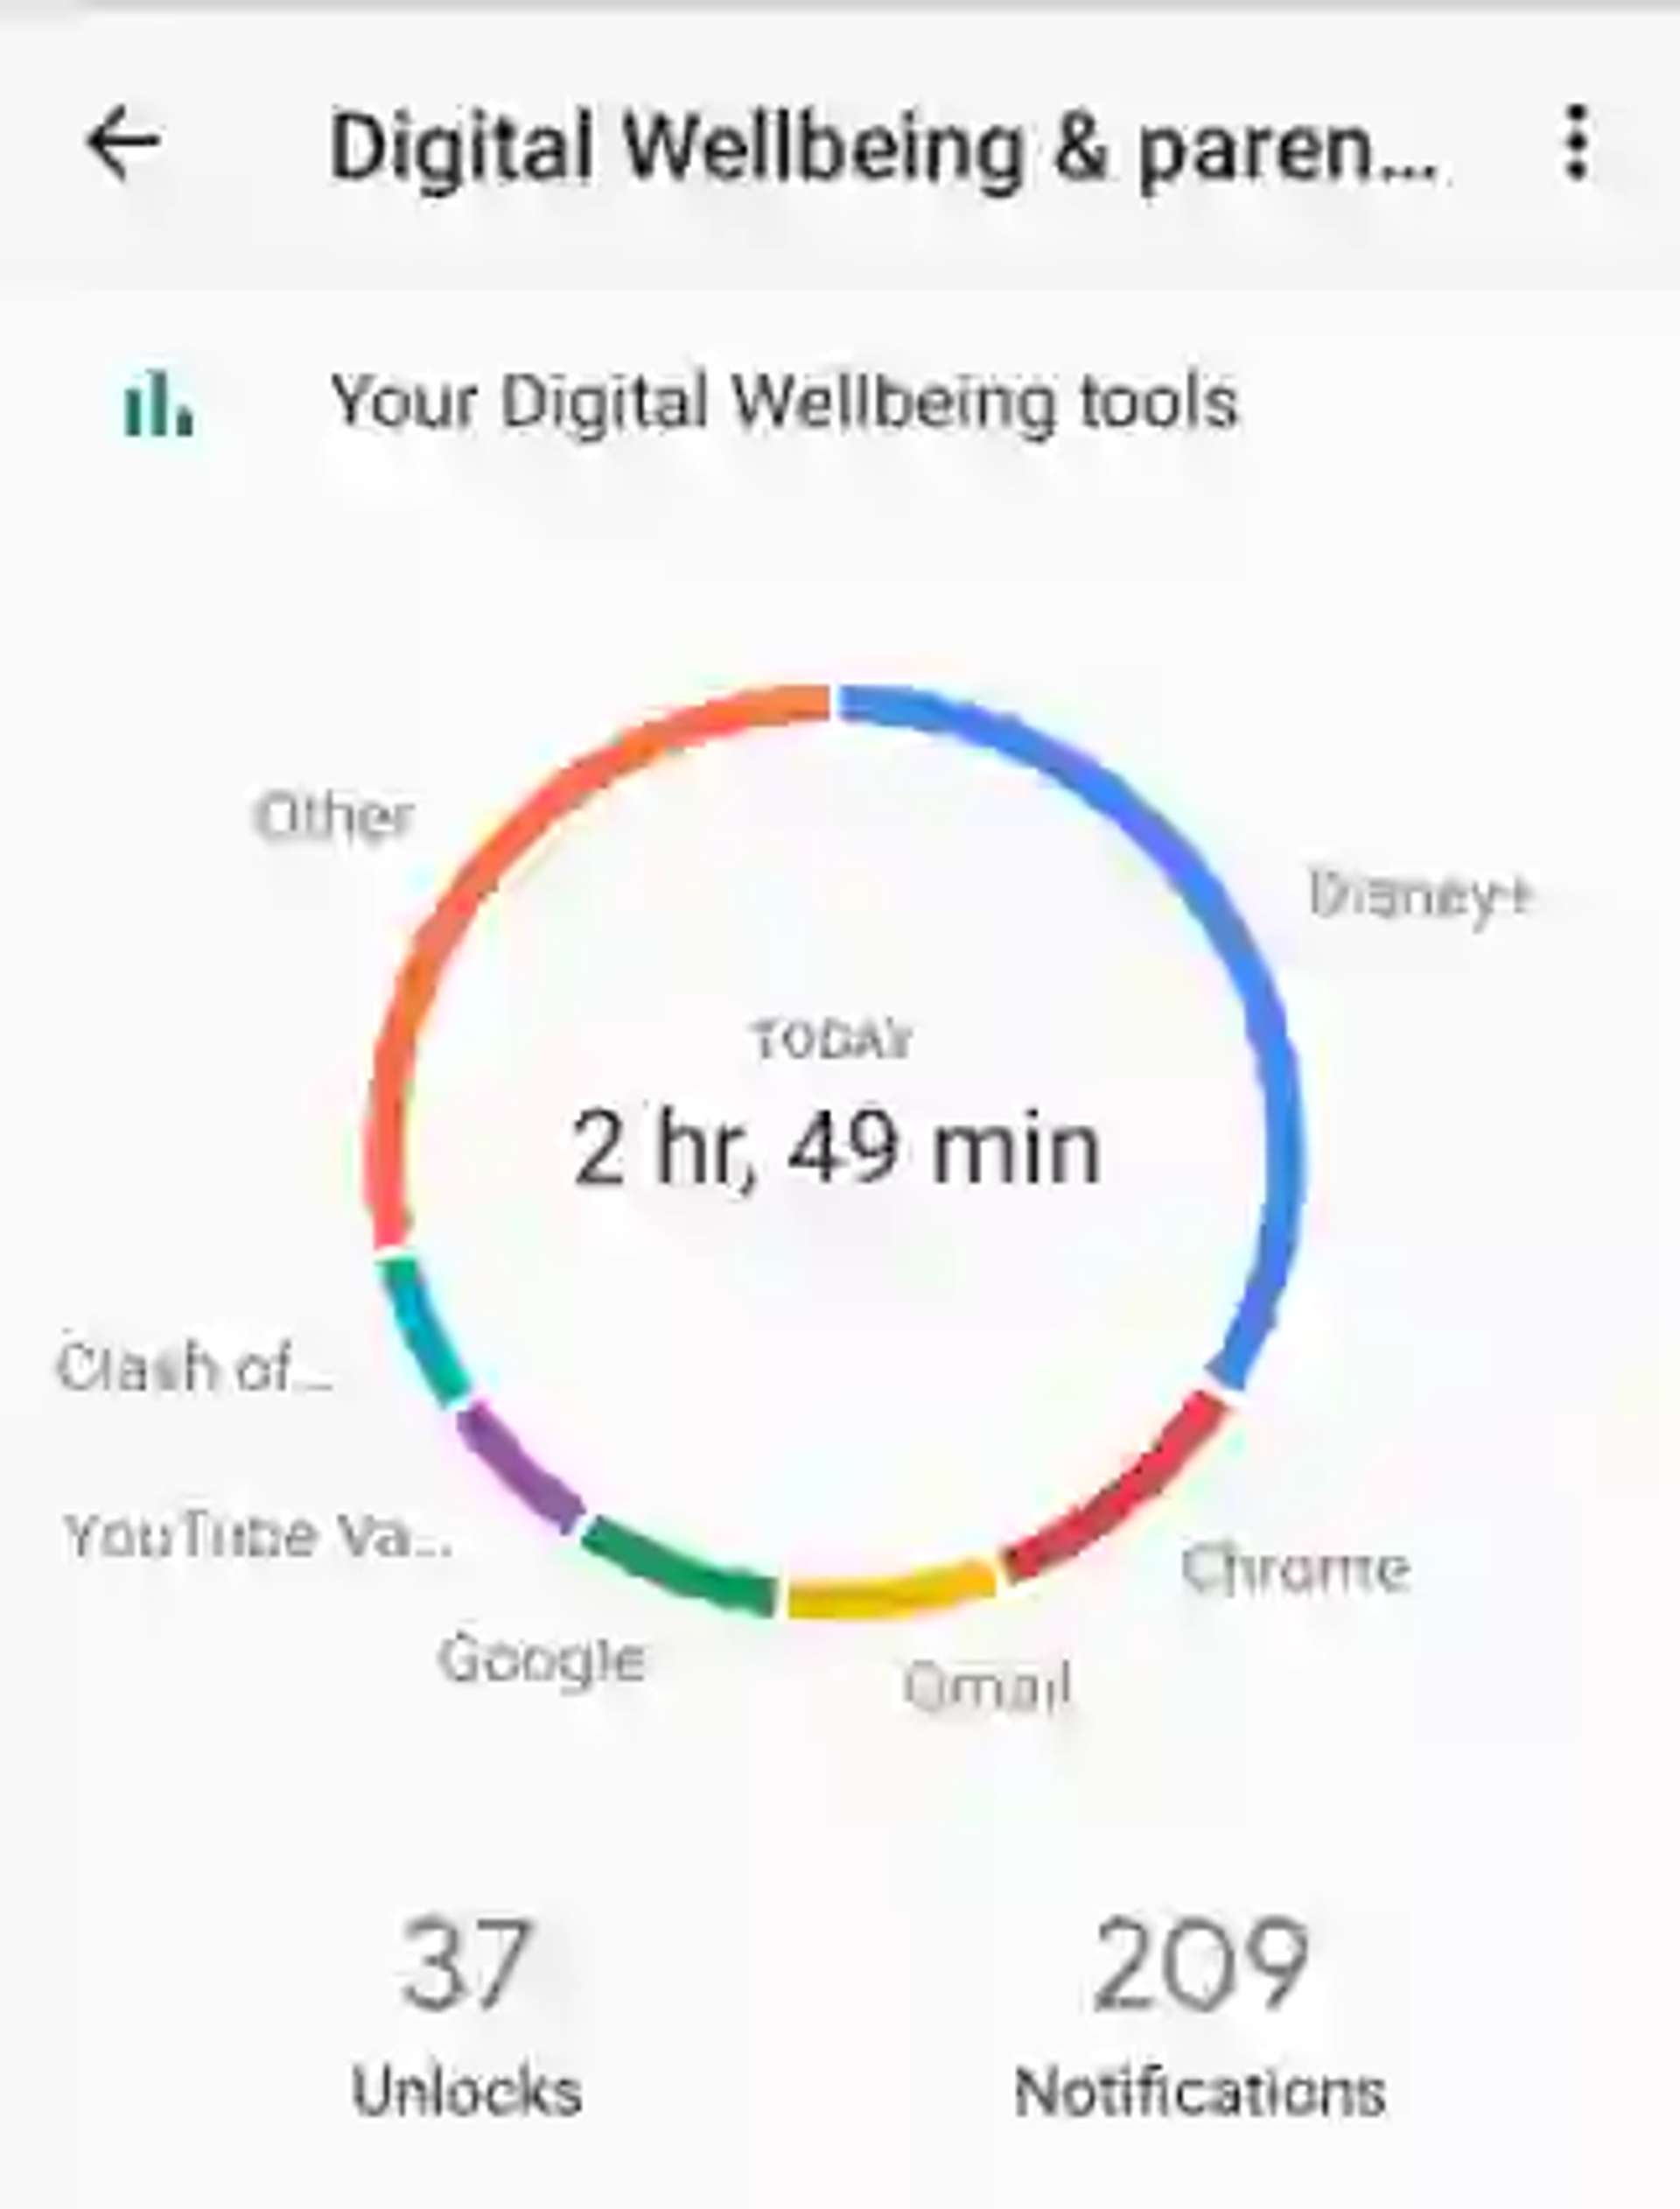 Digital Wellbeing & paren...
Your Digital Wellbeing tools
Other
Disney+
TODAY
2 hr, 49 min
Clash of...
YouTube Va...
Chrome
Google
Gmail
37
209
Unlocks
Notifications